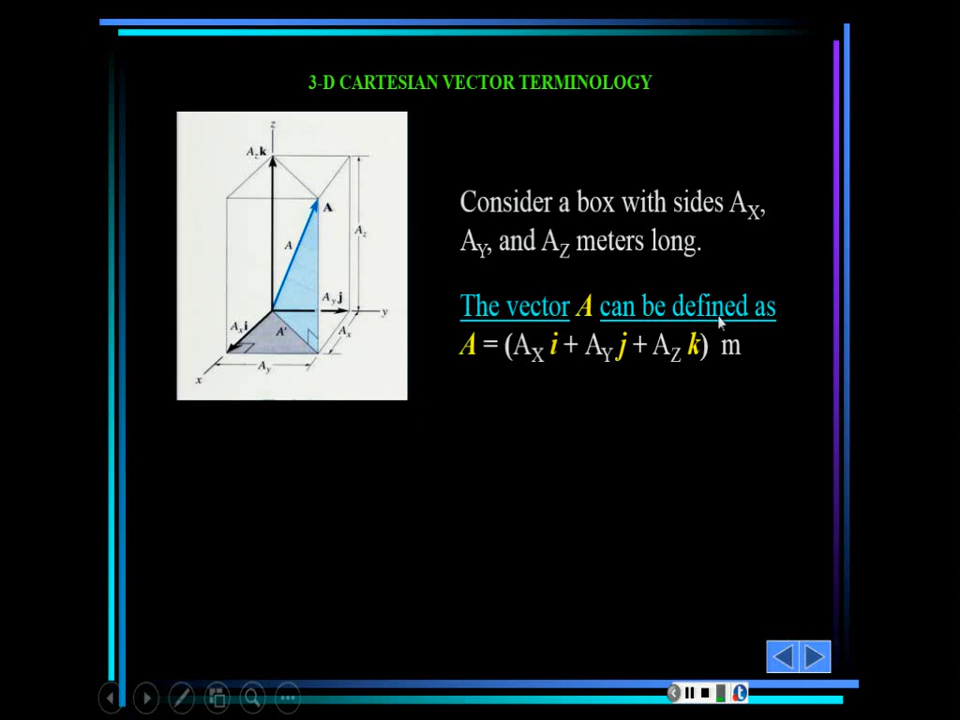 3-D CARTESIAN VECTOR TERMINOLOGY
z
A_z k
A
A
A_z
A_y j
y
A_x i
A'
A_x
A_y
x
Consider a box with sides A_X,
A_Y, and A_Z meters long.
The vector A can be defined as
A = (A_X i + A_Y j + A_Z k) m